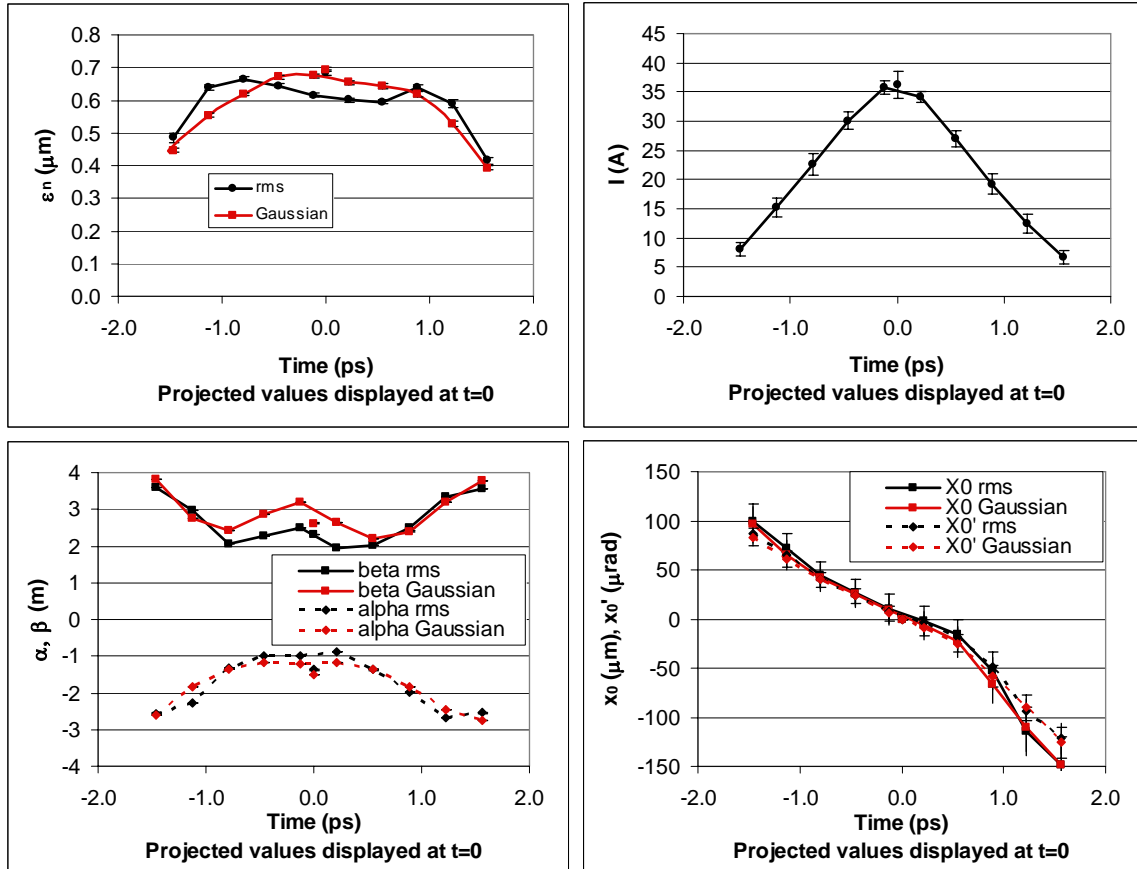 εn (μm)
0.8
0.7
0.6
0.5
0.4
0.3
0.2
0.1
0.0
rms
Gaussian
-2.0 -1.0 0.0 1.0 2.0
Time (ps)
Projected values displayed at t=0
I (A)
45
40
35
30
25
20
15
10
5
0
-2.0 -1.0 0.0 1.0 2.0
Time (ps)
Projected values displayed at t=0
α, β (m)
4
3
2
1
0
-1
-2
-3
-4
beta rms
beta Gaussian
alpha rms
alpha Gaussian
-2.0 -1.0 0.0 1.0 2.0
Time (ps)
Projected values displayed at t=0
x0 (μm), x0' (μrad)
150
100
50
0
-50
-100
-150
X0 rms
X0 Gaussian
X0' rms
X0' Gaussian
-2.0 -1.0 0.0 1.0 2.0
Time (ps)
Projected values displayed at t=0